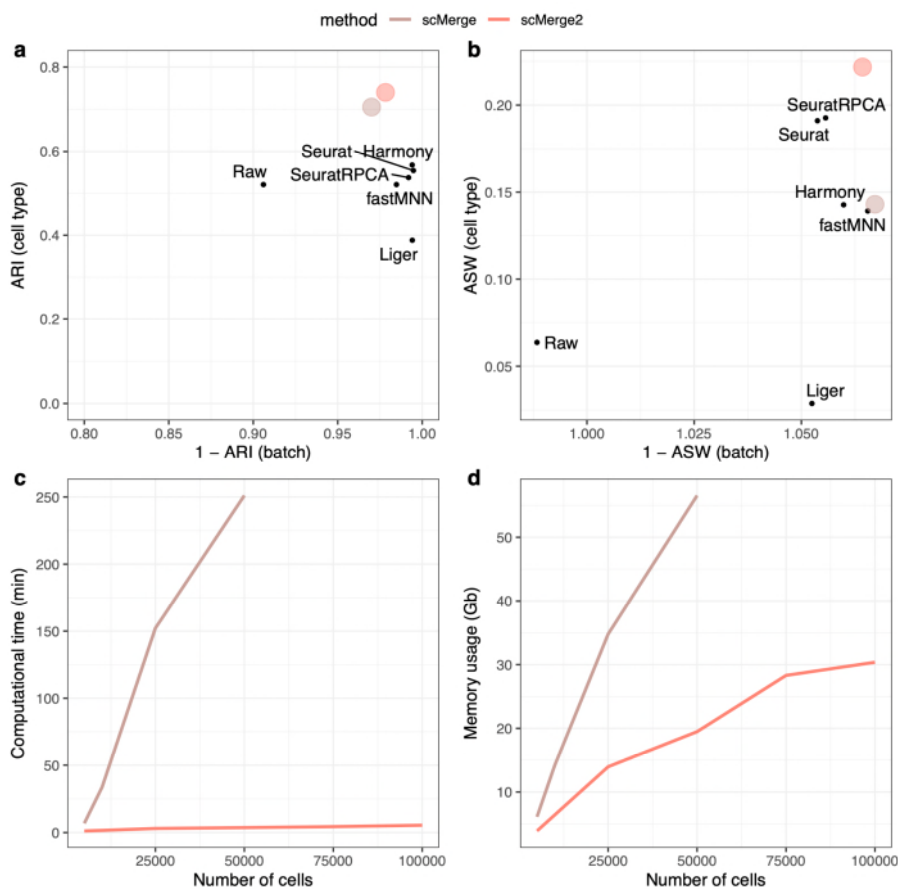 method scMerge scMerge2
a
ARI (cell type)
0.8
0.6
0.4
0.2
0.0
Raw
Seurat Harmony
SeuratRPCA
fastMNN
Liger
0.80 0.85 0.90 0.95 1.00
1 − ARI (batch)
b
ASW (cell type)
0.20
0.15
0.10
0.05
SeuratRPCA
Seurat
Harmony
fastMNN
Raw
Liger
1.000 1.025 1.050
1 − ASW (batch)
c
Computational time (min)
250
200
150
100
50
0
25000 50000 75000 100000
Number of cells
d
Memory usage (Gb)
50
40
30
20
10
25000 50000 75000 100000
Number of cells